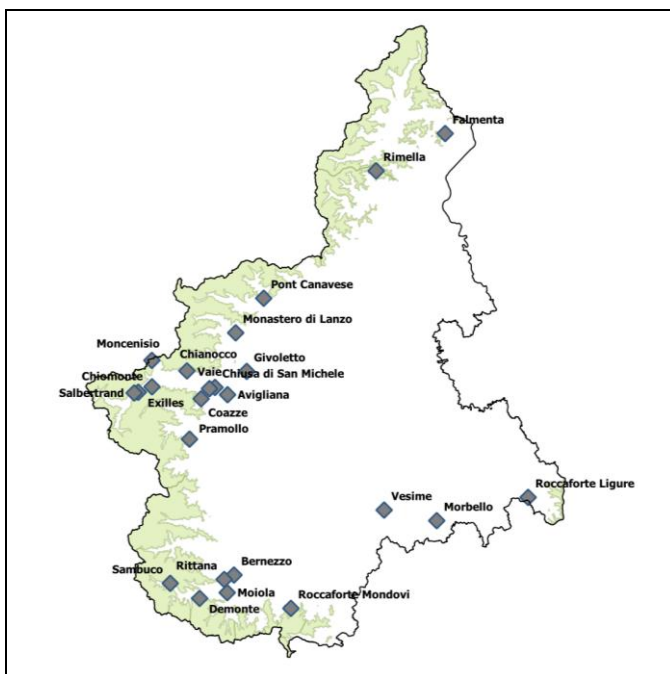 Falmenta
Rimella
Pont Canavese
Monastero di Lanzo
Moncenisio
Chianocco
Givoletto
Chiomonte
Vaie
Chiusa di San Michele
Salbertrand
Exilles
Avigliana
Coazze
Pramollo
Roccaforte Ligure
Vesime
Morbello
Bernezzo
Rittana
Sambuco
Moiola
Demonte
Roccaforte Mondovi